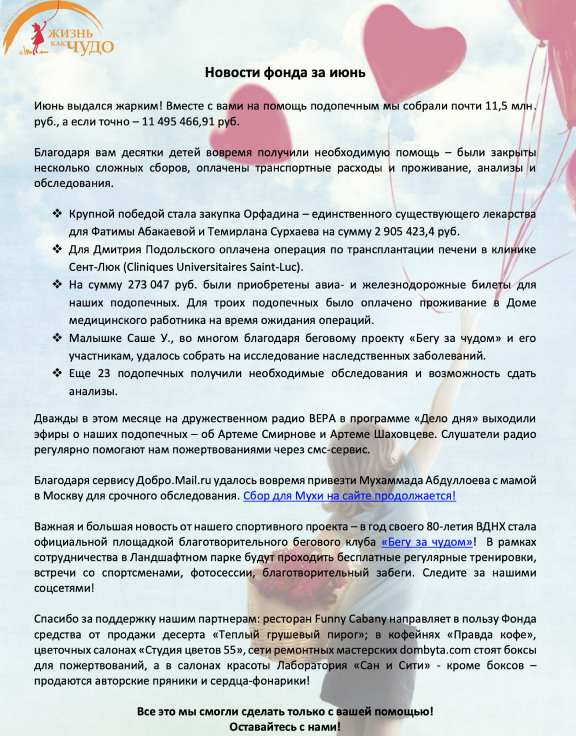 ЖИЗНЬ
КАК ЧУДО
Новости фонда за июнь
Июнь выдался жарким! Вместе с вами на помощь подопечным мы собрали почти 11,5 млн.
руб., а если точно – 11 495 466,91 руб.
Благодаря вам десятки детей вовремя получили необходимую помощь – были закрыты
несколько сложных сборов, оплачены транспортные расходы и проживание, анализы и
обследования.
❖ Крупной победой стала закупка Орфадина – единственного существующего лекарства
для Фатимы Абакаевой и Темирлана Сурхаева на сумму 2 905 423,4 руб.
❖ Для Дмитрия Подольского оплачена операция по трансплантации печени в клинике
Сент-Люк (Cliniques Universitaires Saint-Luc).
❖ На сумму 273 047 руб. были приобретены авиа- и железнодорожные билеты для
наших подопечных. Для троих подопечных было оплачено проживание в Доме
медицинского работника на время ожидания операций.
❖ Малышке Саше У., во многом благодаря беговому проекту «Бегу за чудом» и его
участникам, удалось собрать на исследование наследственных заболеваний.
❖ Еще 23 подопечных получили необходимые обследования и возможность сдать
анализы.
Дважды в этом месяце на дружественном радио ВЕРА в программе «Дело дня» выходили
эфиры о наших подопечных – об Артеме Смирнове и Артеме Шаховцеве. Слушатели радио
регулярно помогают нам пожертвованиями через смс-сервис.
Благодаря сервису Добро.Mail.ru удалось вовремя привезти Мухаммада Абдуллоева с мамой
в Москву для срочного обследования. Сбор для Мухи на сайте продолжается!
Важная и большая новость от нашего спортивного проекта – в год своего 80-летия ВДНХ стала
официальной площадкой благотворительного бегового клуба «Бегу за чудом»! В рамках
сотрудничества в Ландшафтном парке будут проходить бесплатные регулярные тренировки,
встречи со спортсменами, фотосессии, благотворительный забеги. Следите за нашими
соцсетями!
Спасибо за поддержку нашим партнерам: ресторан Funny Cabany направляет в пользу Фонда
средства от продажи десерта «Теплый грушевый пирог»; в кофейнях «Правда кофе»,
цветочных салонах «Студия цветов 55», сети ремонтных мастерских dombyta.com стоят боксы
для пожертвований, а в салонах красоты Лаборатория «Сан и Сити» - кроме боксов –
продаются авторские пряники и сердца-фонарики!
Все это мы смогли сделать только с вашей помощью!
Оставайтесь с нами!